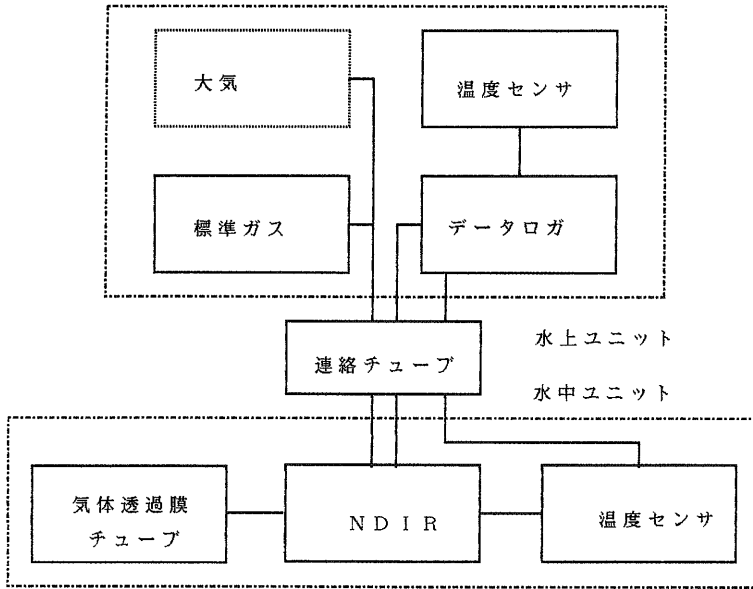 大気
温度センサ
標準ガス
データロガ
連絡チューブ
水上ユニット
水中ユニット
気体透過膜
チューブ
NDIR
温度センサ